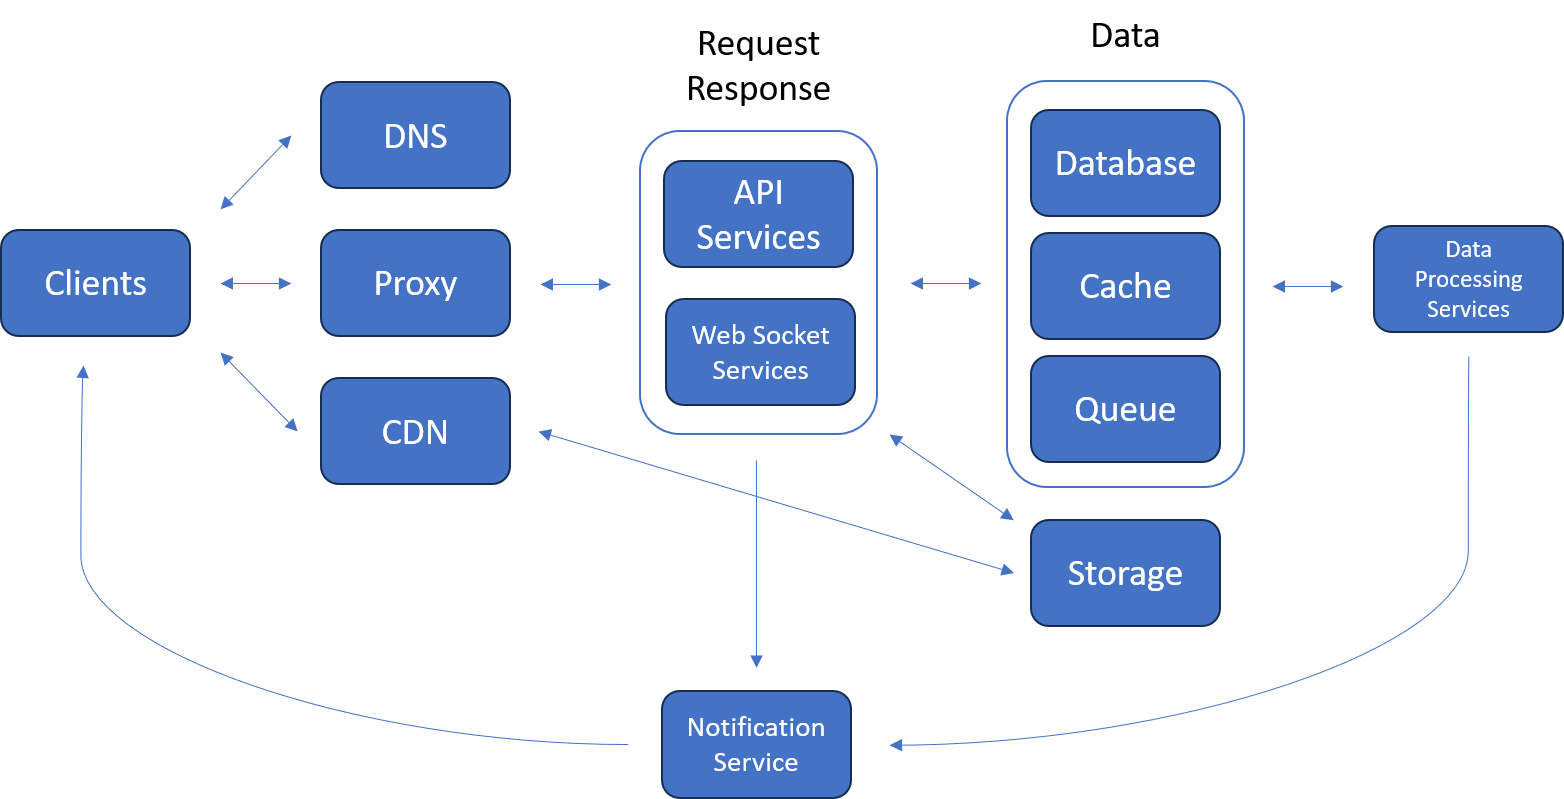 Request
Response
Data
DNS
Proxy
CDN
Clients
API
Services
Web Socket
Services
Database
Cache
Queue
Storage
Data
Processing
Services
Notification
Service